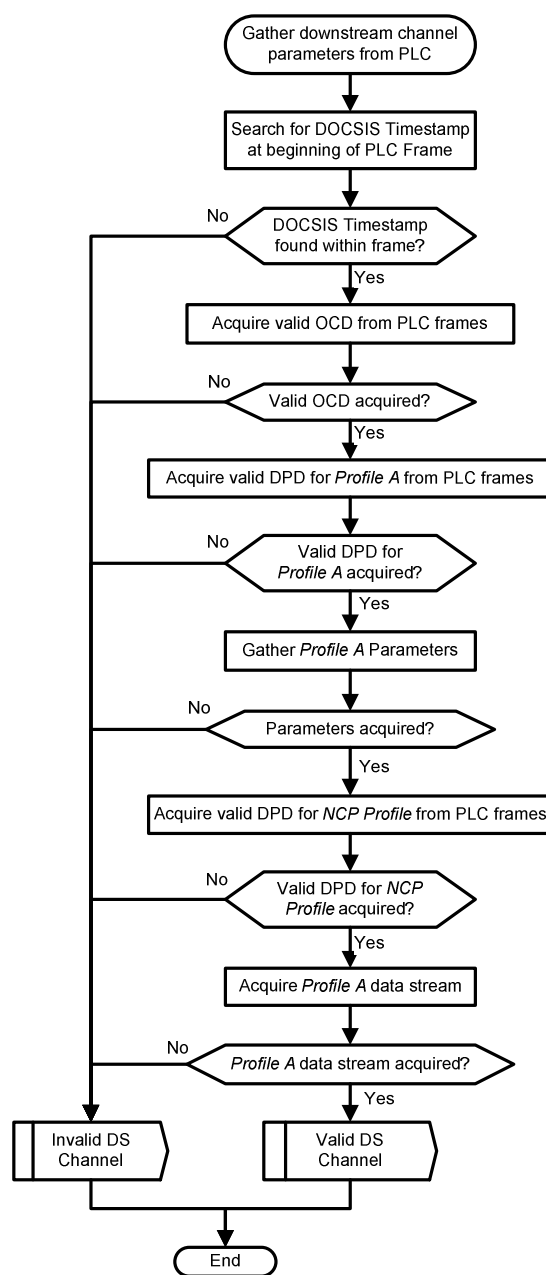 Gather downstream channel
parameters from PLC
Search for DOCSIS Timestamp
at beginning of PLC Frame
No
DOCSIS Timestamp
found within frame?
Yes
Acquire valid OCD from PLC frames
No
Valid OCD acquired?
Yes
Acquire valid DPD for Profile A from PLC frames
No
Valid DPD for
Profile A acquired?
Yes
Gather Profile A Parameters
No
Parameters acquired?
Yes
Acquire valid DPD for NCP Profile from PLC frames
No
Valid DPD for NCP
Profile acquired?
Yes
Acquire Profile A data stream
No
Profile A data stream acquired?
Yes
Invalid DS
Channel
Valid DS
Channel
End